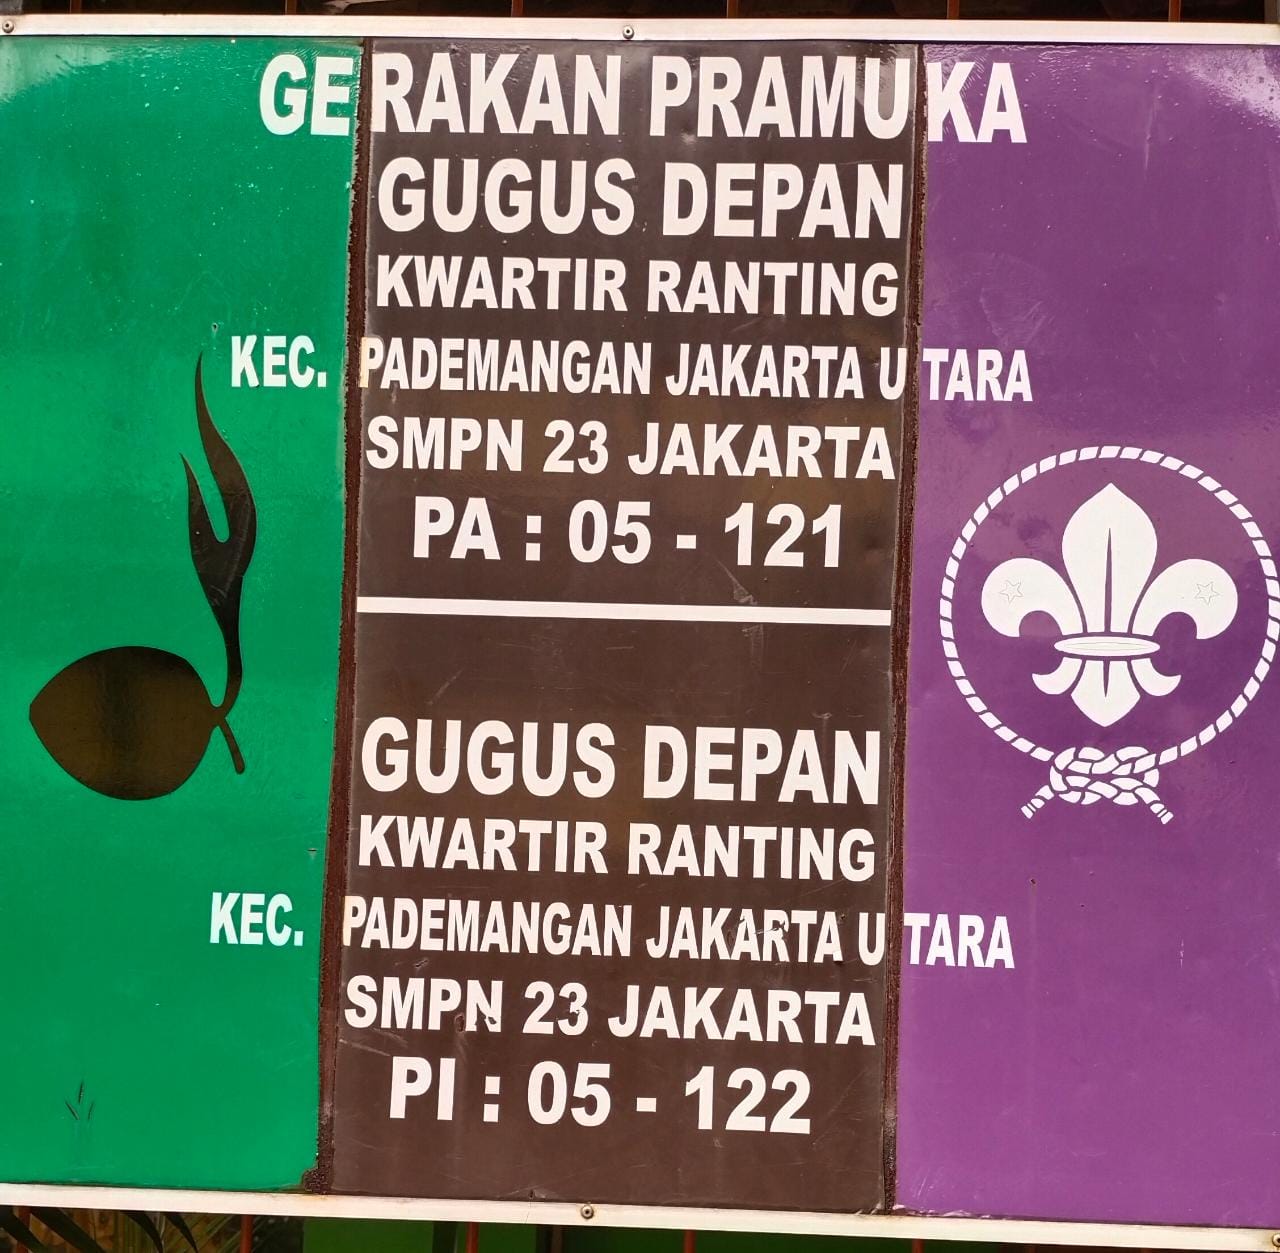 GERAKAN PRAMUKA
GUGUS DEPAN
KWARTIR RANTING
KEC. PADEMANGAN JAKARTA UTARA
SMPN 23 JAKARTA
PA : 05 - 121
GUGUS DEPAN
KWARTIR RANTING
KEC. PADEMANGAN JAKARTA UTARA
SMPN 23 JAKARTA
PI : 05 - 122